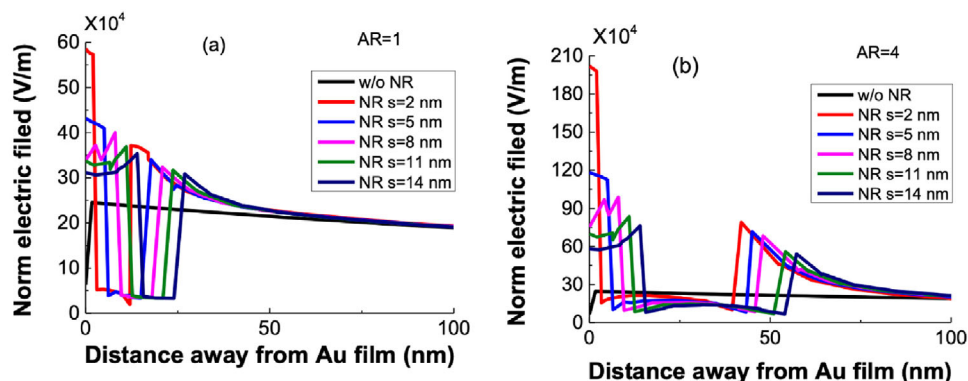 X10⁴
(a)
AR=1
60
50
40
30
20
10
0
Norm electric filed (V/m)
w/o NR
NR s=2 nm
NR s=5 nm
NR s=8 nm
NR s=11 nm
NR s=14 nm
0
50
100
Distance away from Au film (nm)
X10⁴
(b)
AR=4
210
180
150
120
90
60
30
0
Norm electric filed (V/m)
w/o NR
NR s=2 nm
NR s=5 nm
NR s=8 nm
NR s=11 nm
NR s=14 nm
0
50
100
Distance away from Au film (nm)